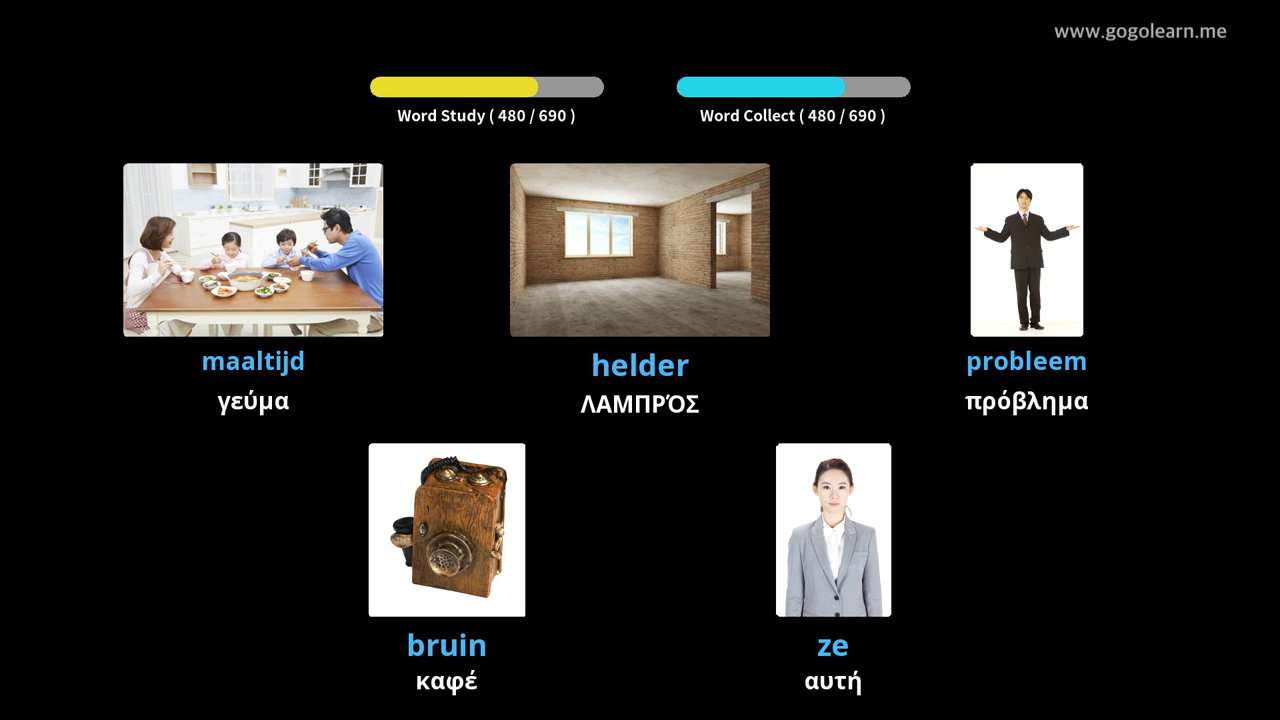 www.gogolearn.me
Word Study ( 480 / 690 )
Word Collect ( 480 / 690 )
maaltijd
γεύμα
helder
ΛΑΜΠΡΌΣ
probleem
πρόβλημα
bruin
καφέ
ze
αυτή